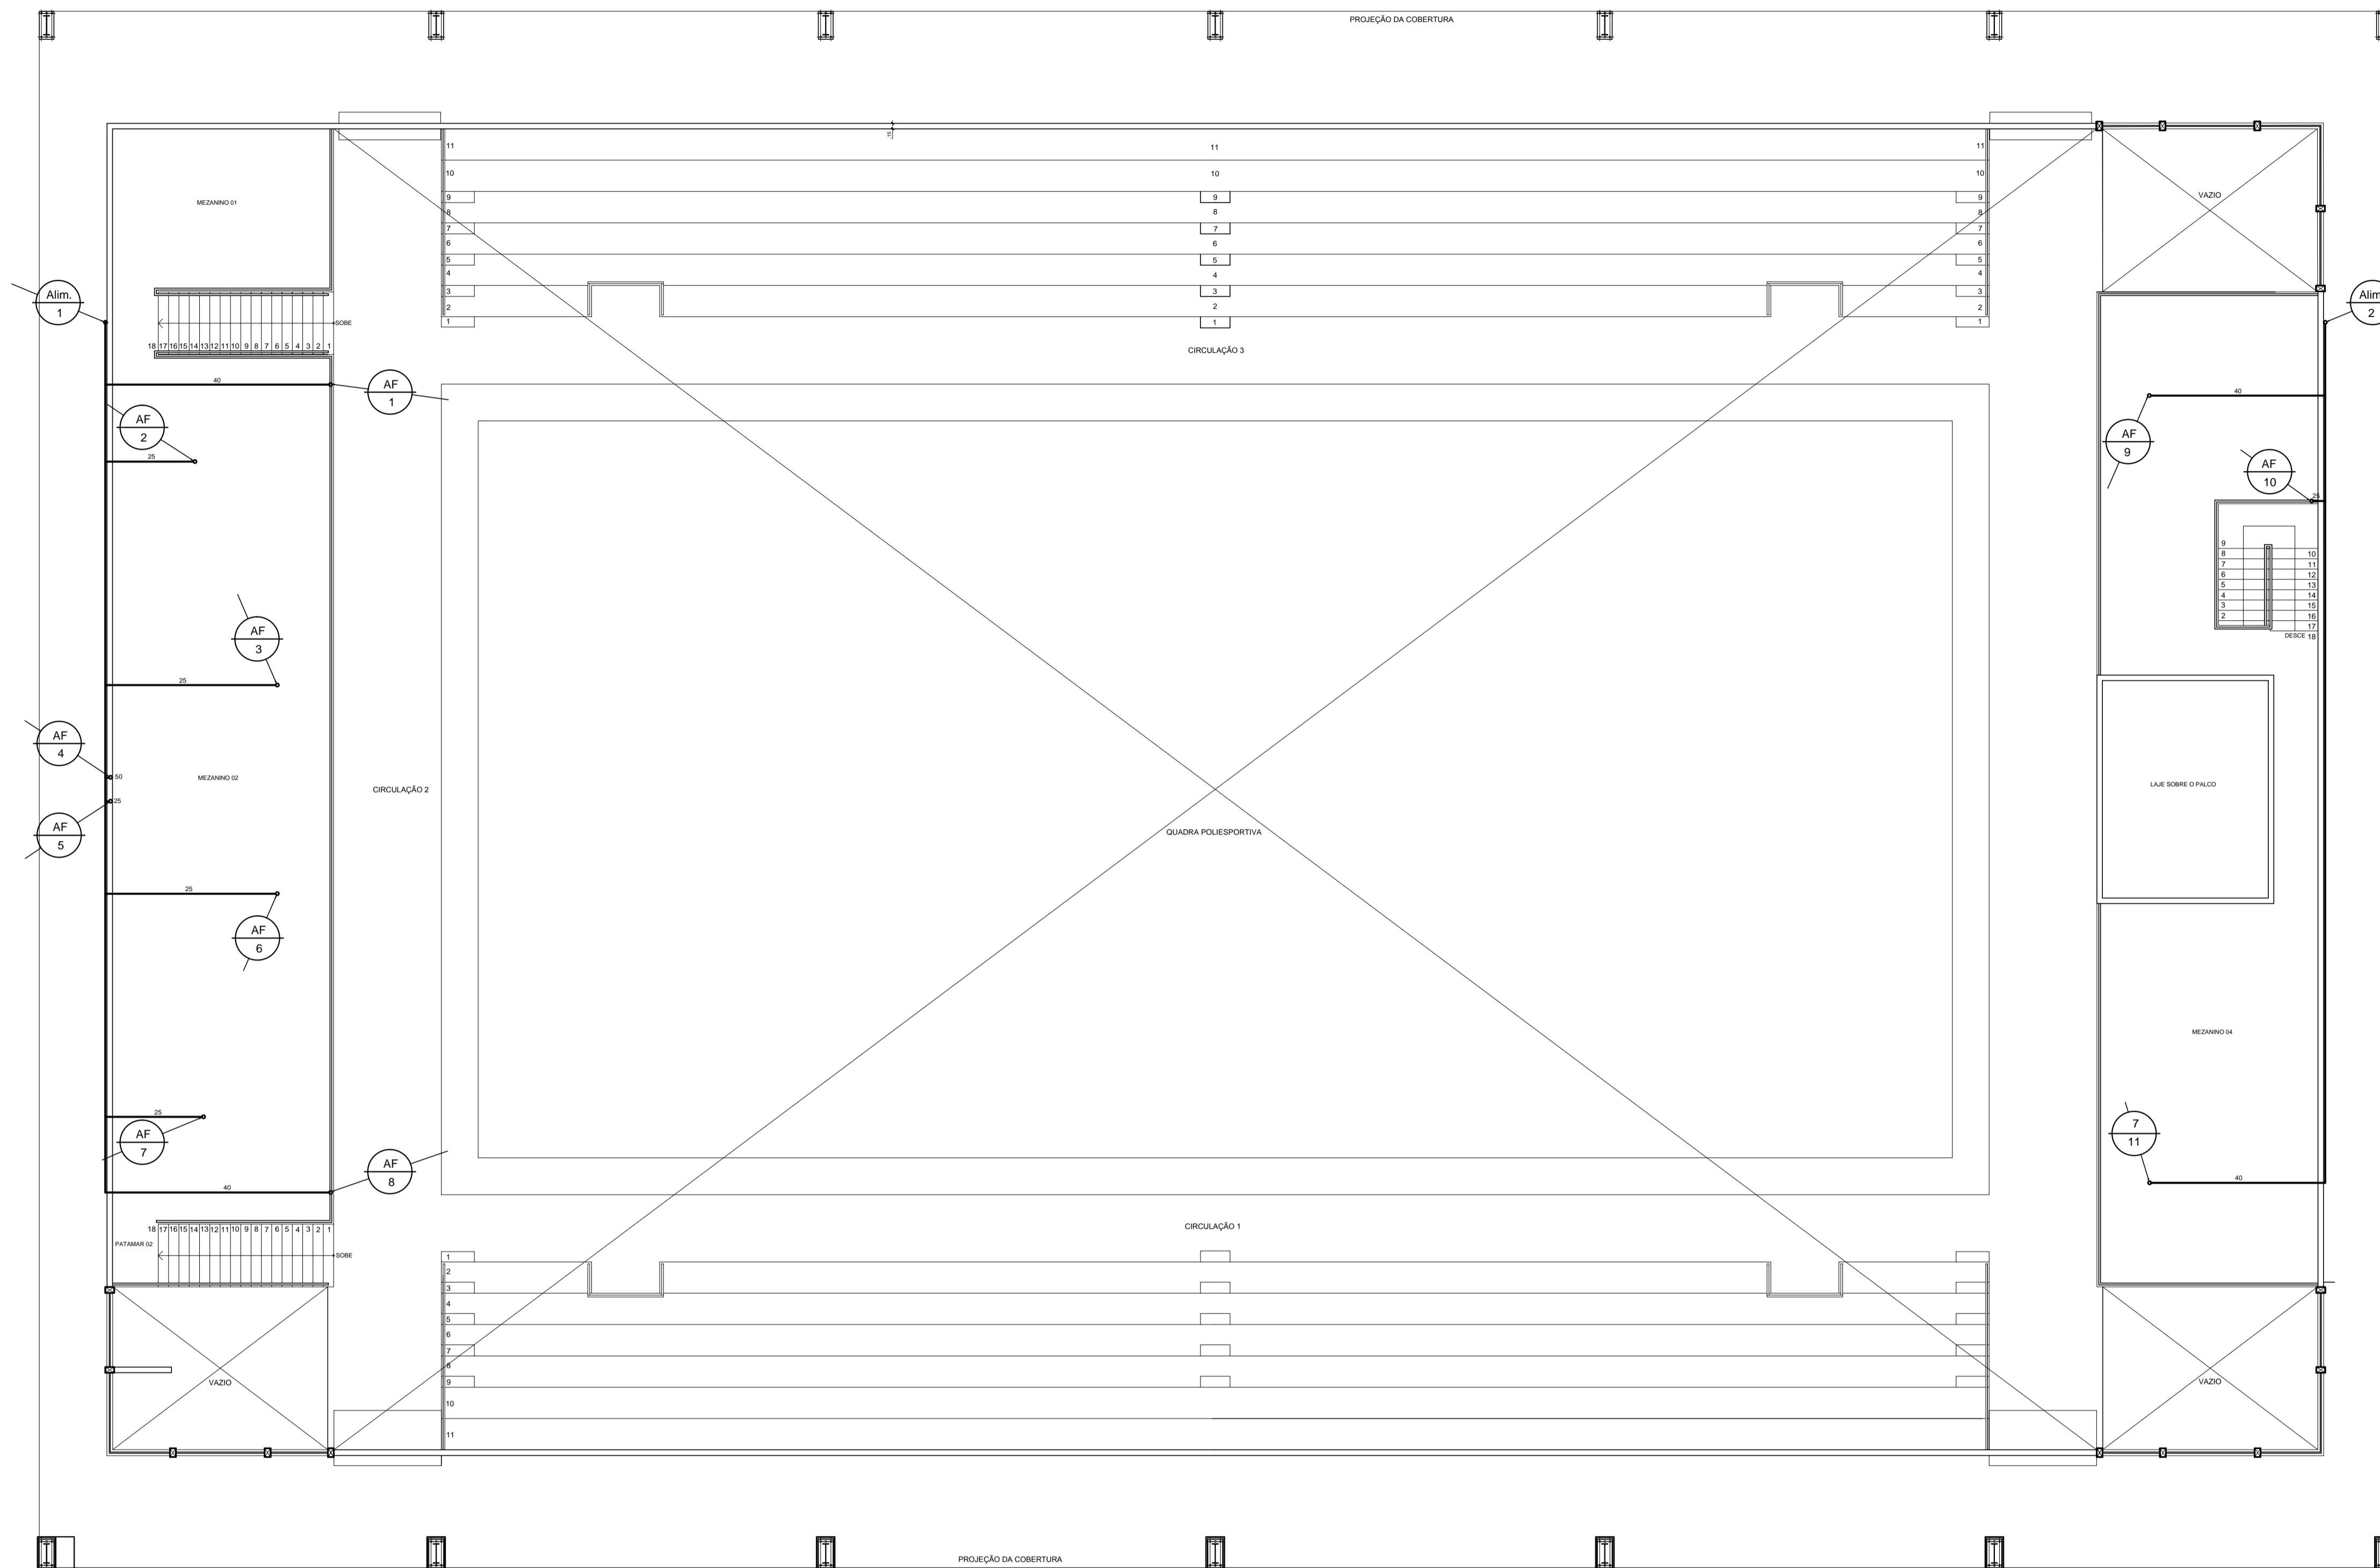 PROJEÇÃO DA COBERTURA
.15
11 11 11
10 10 10
MEZANINO 01
VAZIO
9 9 9
8 8 8
7 7 7
6 6 6
5 5 5
4 4 4
3 3 3
2 2 2
1 1 1
Alim.
1
Alim
2
SOBE
18 17 16 15 14 13 12 11 10 9 8 7 6 5 4 3 2 1
CIRCULAÇÃO 3
40
AF
1
40
AF
2
25
AF
9
AF
10
25
9
8
7
6
5
4
3
2
10
11
12
13
14
15
16
17
DESCE 18
AF
3
25
AF
4
50
MEZANINO 02
CIRCULAÇÃO 2
LAJE SOBRE O PALCO
25
AF
5
QUADRA POLIESPORTIVA
25
AF
6
MEZANINO 04
25
AF
7
7
11
AF
8
40
40
CIRCULAÇÃO 1
18 17 16 15 14 13 12 11 10 9 8 7 6 5 4 3 2 1
PATAMAR 02
SOBE
1
2
3
4
5
6
7
8
9
10
11
VAZIO
VAZIO
PROJEÇÃO DA COBERTURA